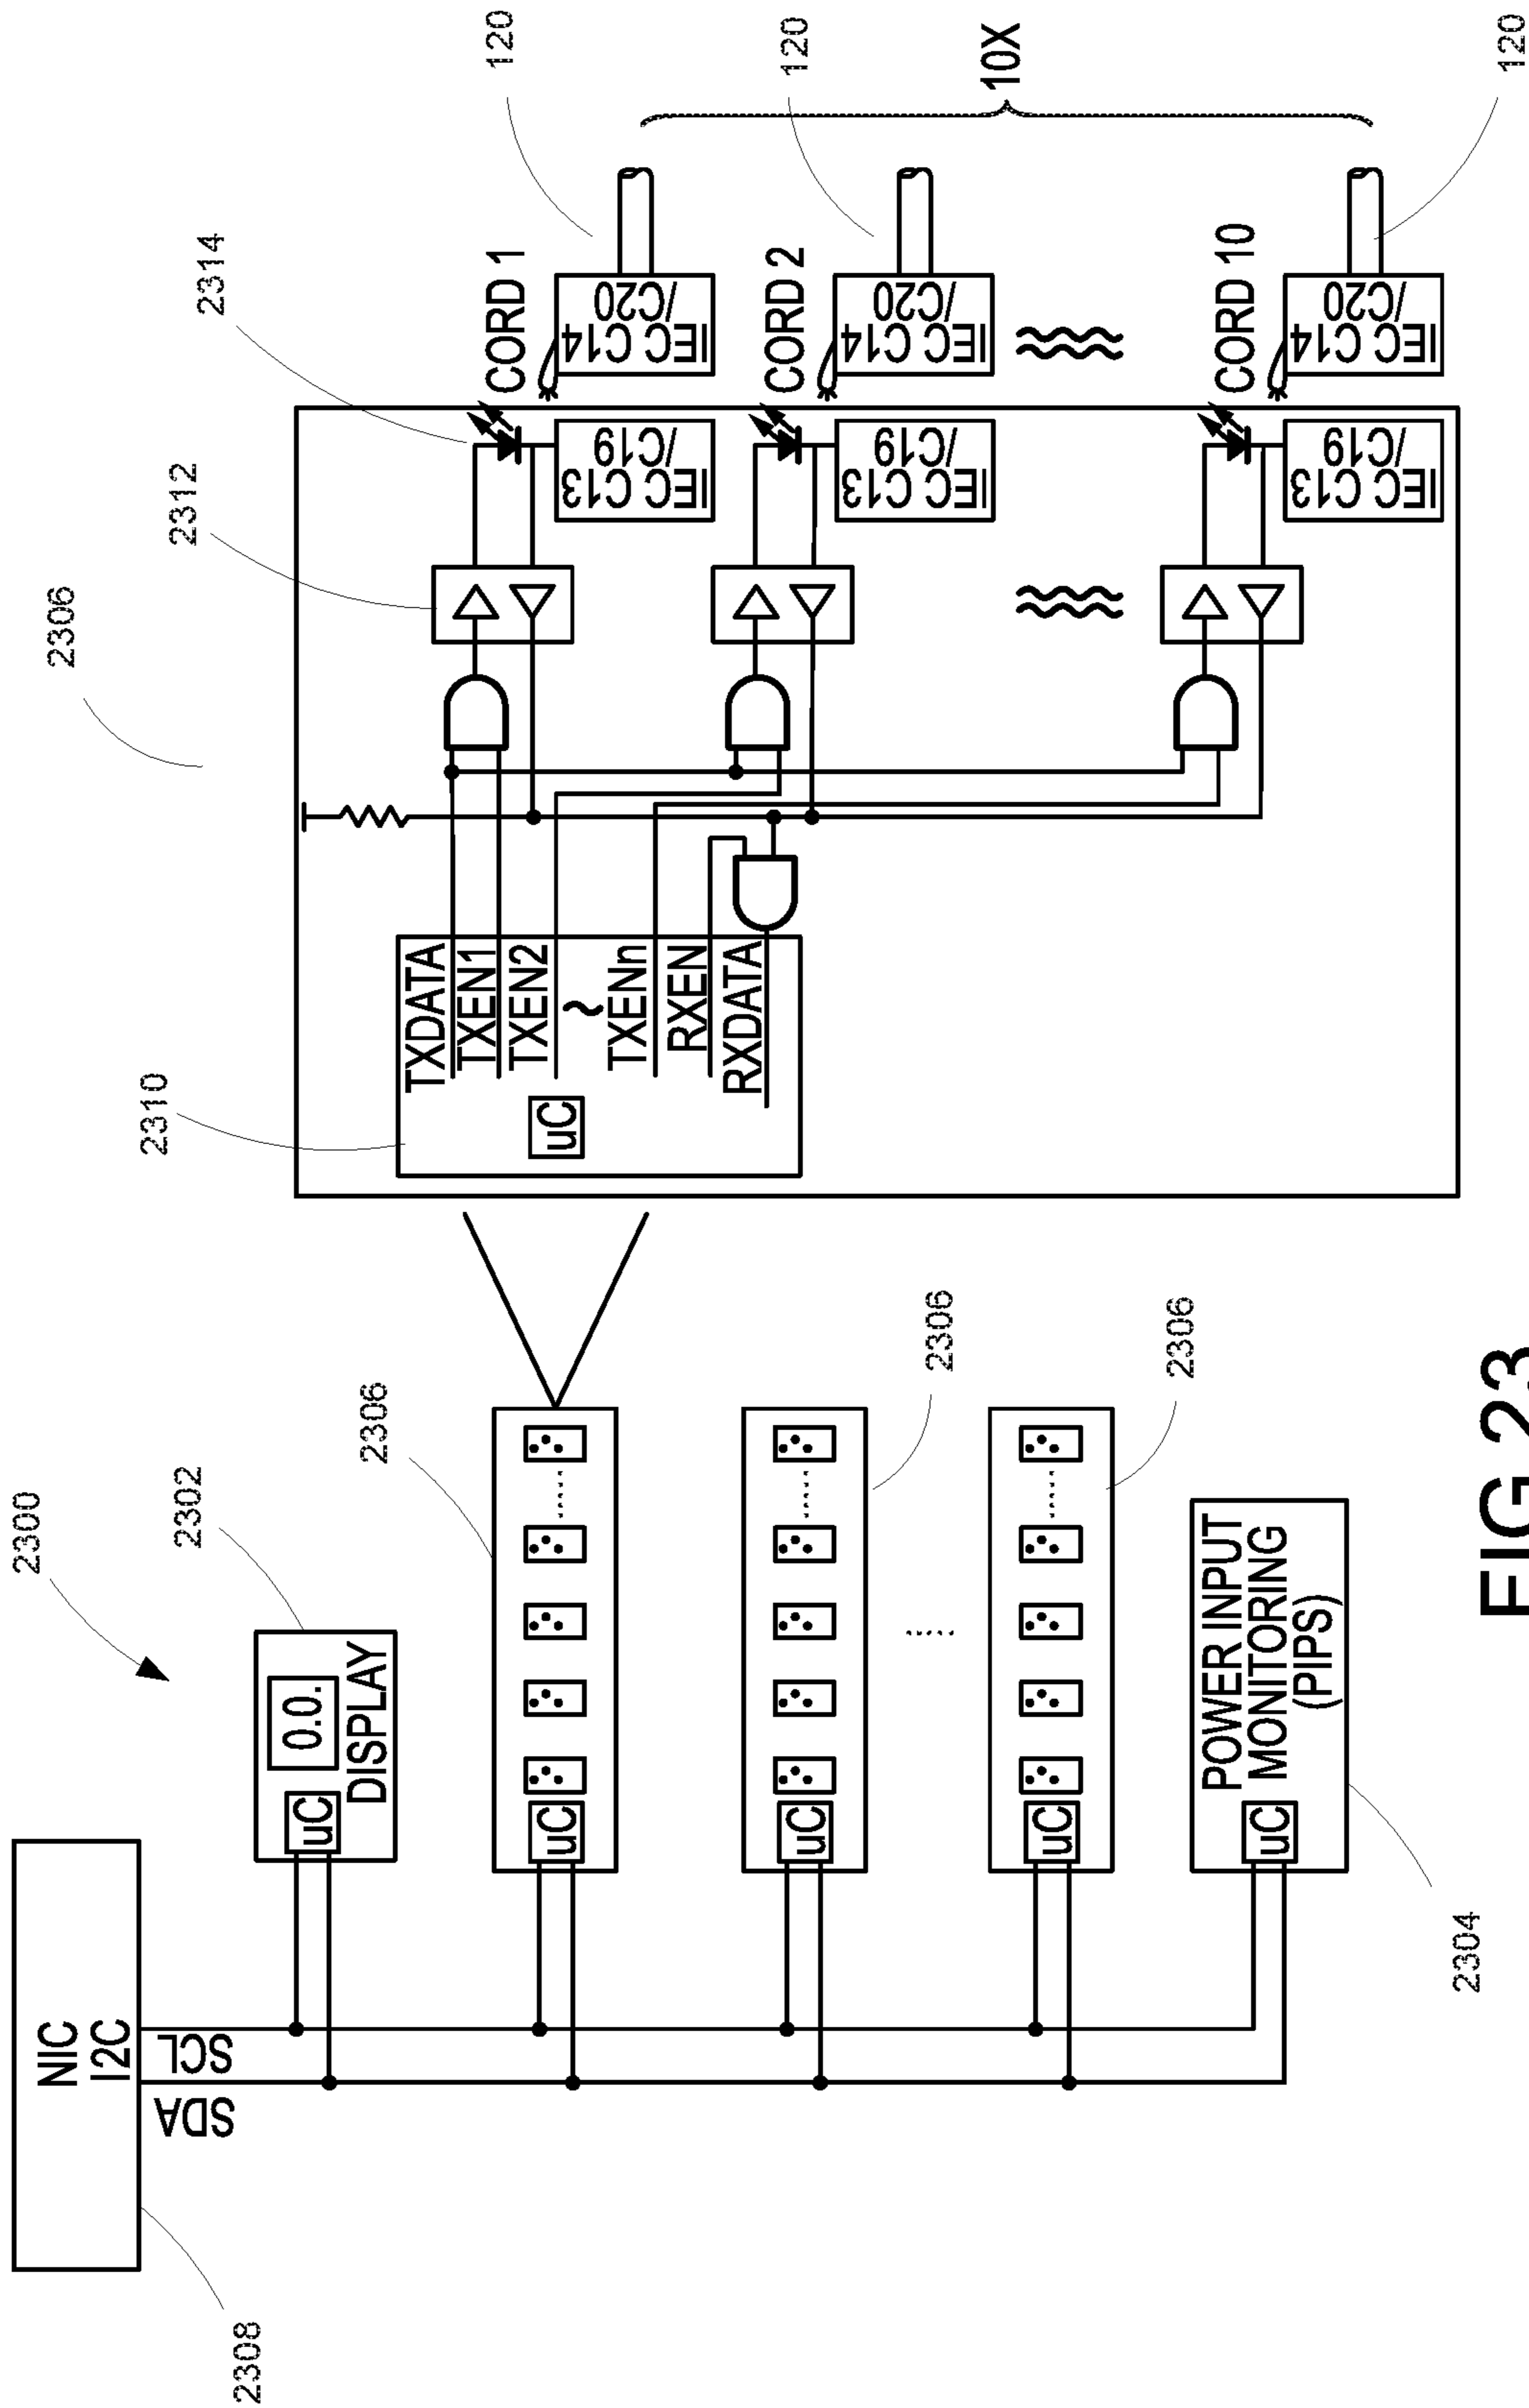 2300
2308
NIC
I2C
SDA
SCL
2302
0.0.
uC
DISPLAY
2306
uC
uC
2306
uC
2306
POWER INPUT
MONITORING
(PIPS)
uC
2304
2306
2310
2312
2314
TXDATA
TXEN1
TXEN2
~
TXENn
RXEN
RXDATA
uC
IEC C13
/C19
CORD 1
IEC C14
/C20
120
IEC C13
/C19
CORD 2
IEC C14
/C20
120
IEC C13
/C19
CORD 10
IEC C14
/C20
120
10X
FIG 23